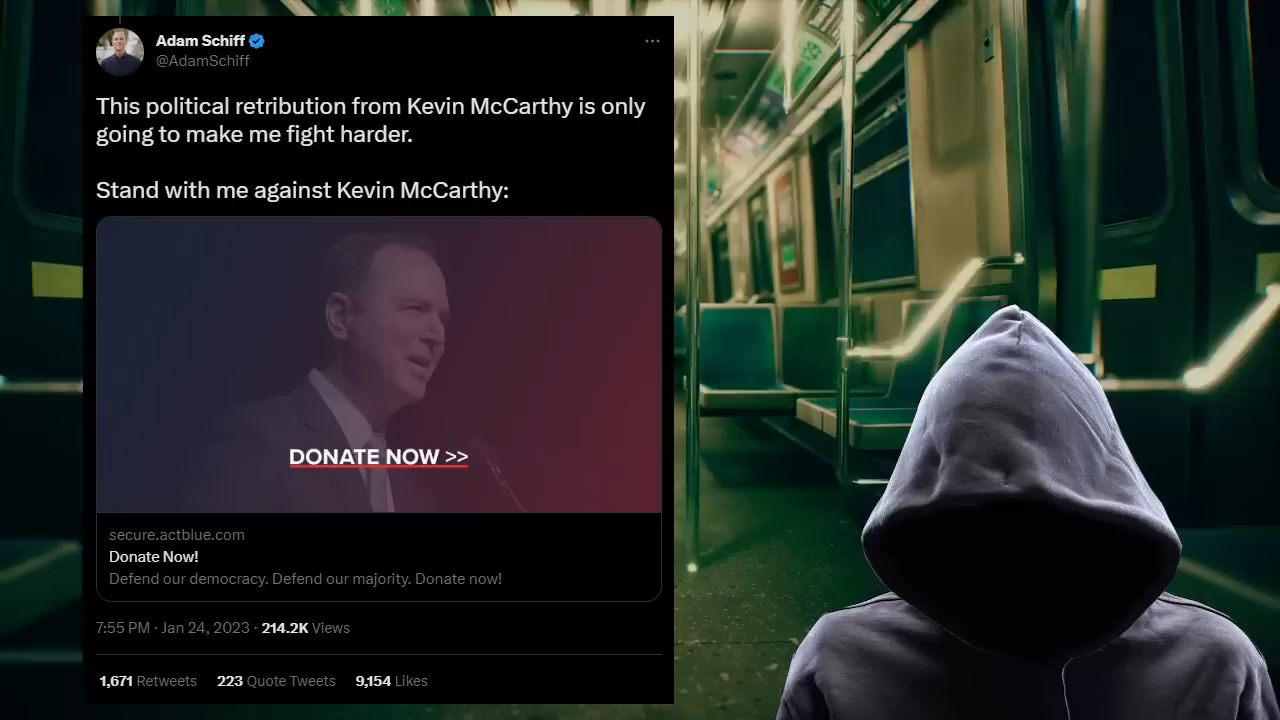 Adam Schiff
@AdamSchiff
This political retribution from Kevin McCarthy is only
going to make me fight harder.
Stand with me against Kevin McCarthy:
DONATE NOW >>
secure.actblue.com
Donate Now!
Defend our democracy. Defend our majority. Donate now!
7:55 PM · Jan 24, 2023 · 214.2K Views
1,671 Retweets 223 Quote Tweets 9,154 Likes